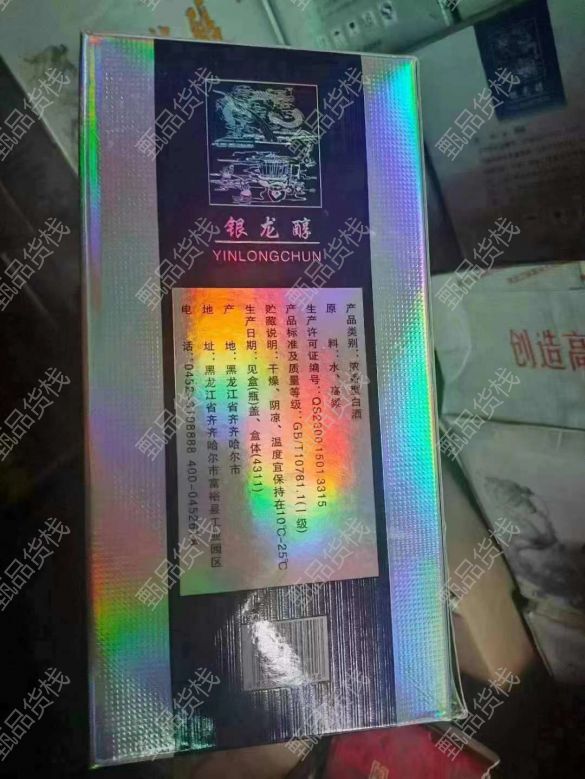 银龙醇
YINLONGCHUN
产品类别：浓香型白酒
原 料：水、高粱
生产许可证编号：QS2300 1501 3315
产品标准及质量等级：GB/T10781.1(1级)
贮藏说明：干燥、阴凉、温度宜保持在10℃-25℃
生产日期：见盒(瓶)盖、盒体(4311)
产 地：黑龙江省齐齐哈尔市
地 址：黑龙江省齐齐哈尔市富裕县工业园区
电 话：0452-
创造高
甄品货栈